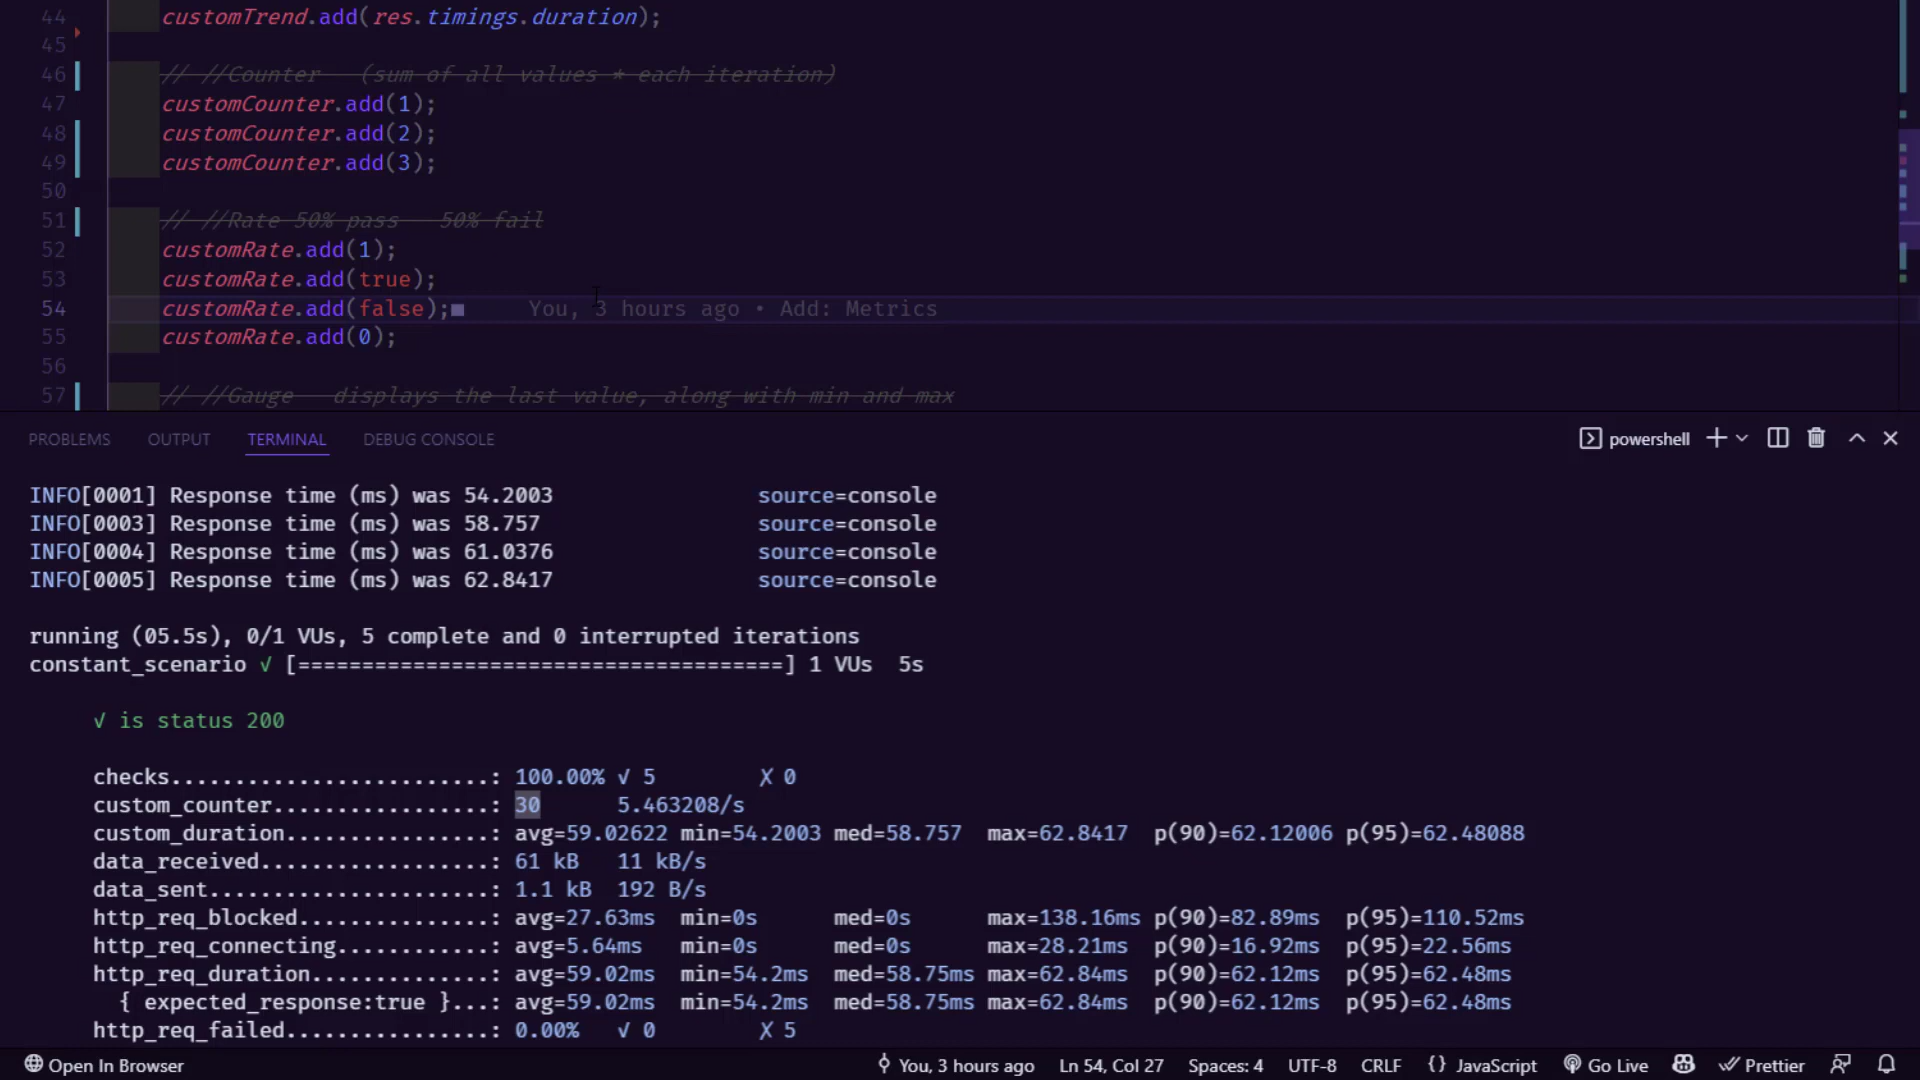 44 customTrend.add(res.timings.duration);
45
46 // //Counter (sum of all values * each iteration)
47 customCounter.add(1);
48 customCounter.add(2);
49 customCounter.add(3);
50
51 // //Rate 50% pass 50% fail
52 customRate.add(1);
53 customRate.add(true);
54 customRate.add(false); You, 3 hours ago • Add: Metrics
55 customRate.add(0);
56
57 // //Gauge displays the last value, along with min and max
PROBLEMS OUTPUT TERMINAL DEBUG CONSOLE powershell
INFO[0001] Response time (ms) was 54.2003 source=console
INFO[0003] Response time (ms) was 58.757 source=console
INFO[0004] Response time (ms) was 61.0376 source=console
INFO[0005] Response time (ms) was 62.8417 source=console
running (05.5s), 0/1 VUs, 5 complete and 0 interrupted iterations
constant_scenario √ [======================================] 1 VUs 5s
√ is status 200
checks.........................: 100.00% √ 5 ╳ 0
custom_counter.................: 30 5.463208/s
custom_duration................: avg=59.02622 min=54.2003 med=58.757 max=62.8417 p(90)=62.12006 p(95)=62.48088
data_received..................: 61 kB 11 kB/s
data_sent......................: 1.1 kB 192 B/s
http_req_blocked...............: avg=27.63ms min=0s med=0s max=138.16ms p(90)=82.89ms p(95)=110.52ms
http_req_connecting............: avg=5.64ms min=0s med=0s max=28.21ms p(90)=16.92ms p(95)=22.56ms
http_req_duration..............: avg=59.02ms min=54.2ms med=58.75ms max=62.84ms p(90)=62.12ms p(95)=62.48ms
{ expected_response:true }...: avg=59.02ms min=54.2ms med=58.75ms max=62.84ms p(90)=62.12ms p(95)=62.48ms
http_req_failed................: 0.00% √ 0 ╳ 5
Open In Browser You, 3 hours ago Ln 54, Col 27 Spaces: 4 UTF-8 CRLF {} JavaScript Go Live Prettier